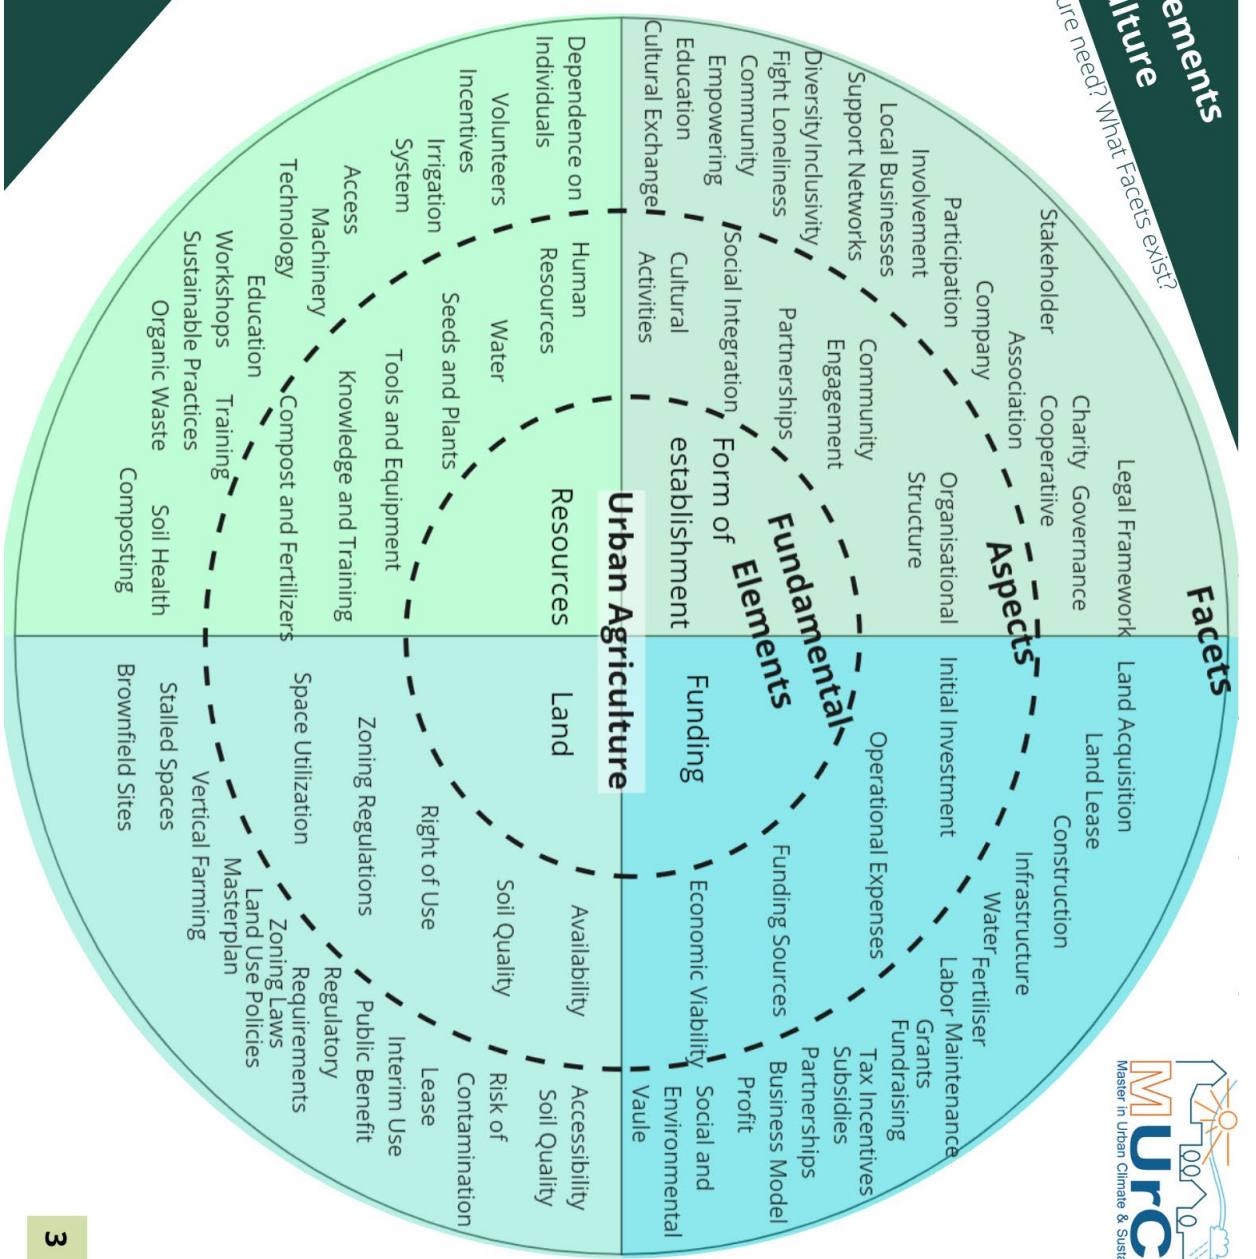 ements
ulture
ure need? What Facets exist?
MUrC
Master in Urban Climate & Susta
Facets
Aspects
Fundamental
Elements
Urban Agriculture
Form of
establishment
Funding
Resources
Land
Legal Framework
Charity Governance
Stakeholder
Cooperatiive
Association
Company
Participation
Involvement
Local Businesses
Support Networks
Diversity Inclusivity
Fight Loneliness
Community
Empowering
Education
Cultural Exchange
Organisational
Structure
Community
Engagement
Partnerships
Social Integration
Cultural
Activities
Land Acquisition
Land Lease
Construction
Infrastructure
Water
Fertiliser
Labor Maintenance
Grants
Fundraising
Tax Incentives
Subsidies
Partnerships
Business Model
Profit
Social and
Environmental
Vaule
Initial Investment
Operational Expenses
Funding Sources
Economic Viability
Dependence on
Individuals
Volunteers
Incentives
Irrigation
System
Access
Machinery
Technology
Education
Workshops Training
Sustainable Practices
Organic Waste
Soil Health
Composting
Human
Resources
Water
Seeds and Plants
Tools and Equipment
Knowledge and Training
Compost and Fertilizers
Availability
Soil Quality
Right of Use
Zoning Regulations
Space Utilization
Accessibility
Soil Quality
Risk of
Contamination
Lease
Interim Use
Public Benefit
Regulatory
Requirements
Zoning Laws
Land Use Policies
Masterplan
Vertical Farming
Stalled Spaces
Brownfield Sites
3